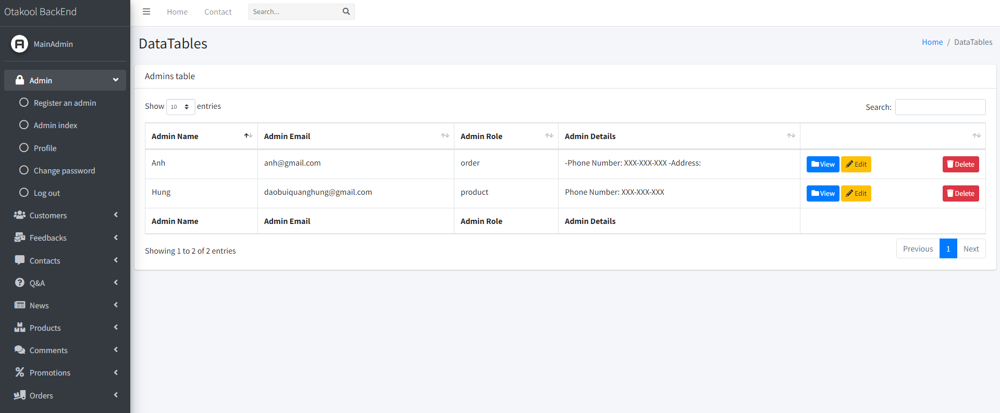 Otakool BackEnd
Home Contact Search...
MainAdmin
DataTables
Home / DataTables
Admin
Register an admin
Admin index
Profile
Change password
Log out
Customers
Feedbacks
Contacts
Q&A
News
Products
Comments
Promotions
Orders
Admins table
Show 10 entries
Search:
Admin Name Admin Email Admin Role Admin Details
Anh anh@gmail.com order -Phone Number: XXX-XXX-XXX -Address: View Edit Delete
Hung daobuiquanghung@gmail.com product Phone Number: XXX-XXX-XXX View Edit Delete
Admin Name Admin Email Admin Role Admin Details
Showing 1 to 2 of 2 entries
Previous 1 Next